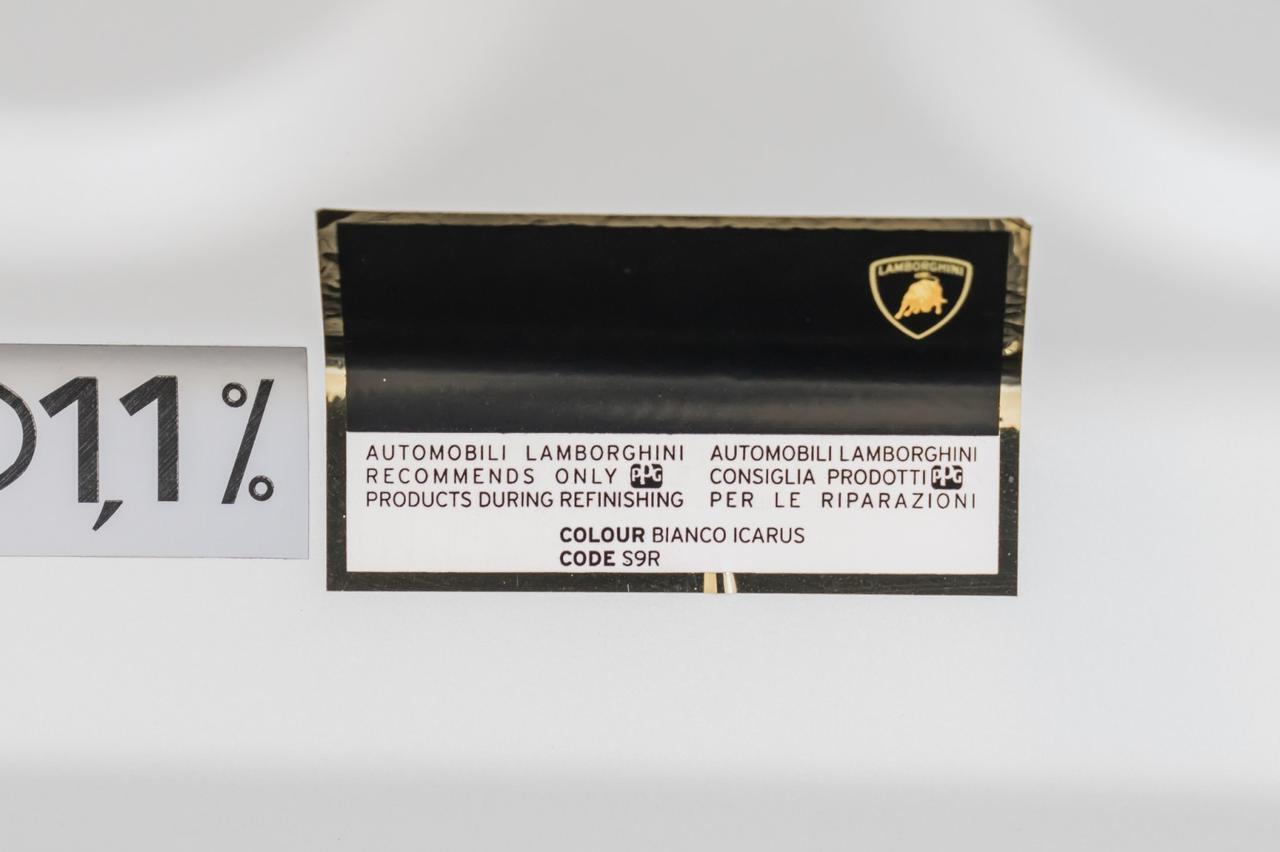 1,1 %
LAMBORGHINI
AUTOMOBILI LAMBORGHINI
RECOMMENDS ONLY PPG
PRODUCTS DURING REFINISHING
AUTOMOBILI LAMBORGHINI
CONSIGLIA PRODOTTI PPG
PER LE RIPARAZIONI
COLOUR BIANCO ICARUS
CODE S9R